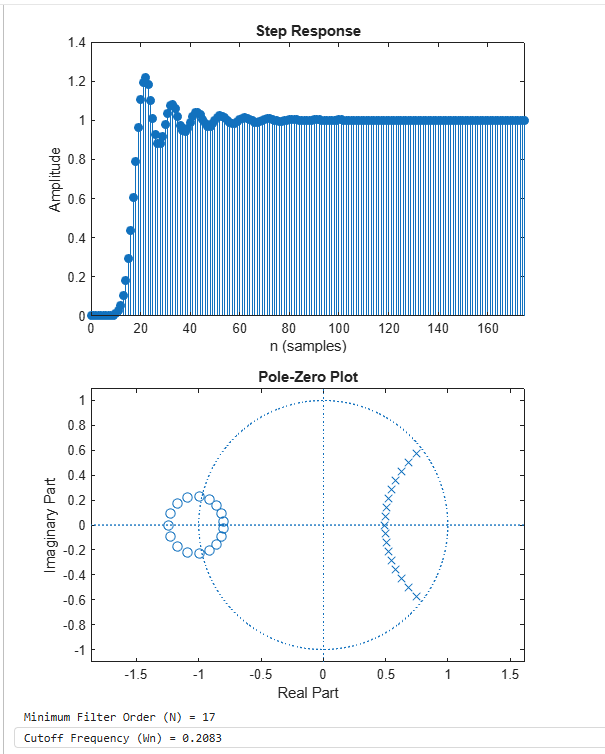 Step Response
1.4
1.2
1
0.8
0.6
0.4
0.2
0
Amplitude
0 20 40 60 80 100 120 140 160
n (samples)
Pole-Zero Plot
1
0.8
0.6
0.4
0.2
0
-0.2
-0.4
-0.6
-0.8
-1
Imaginary Part
-1.5 -1 -0.5 0 0.5 1 1.5
Real Part
Minimum Filter Order (N) = 17
Cutoff Frequency (Wn) = 0.2083